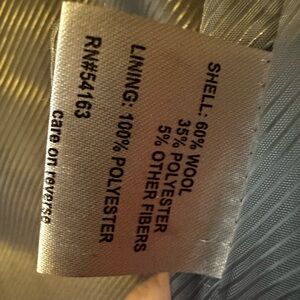 SHELL: 60% WOOL
35% POLYESTER
5% OTHER FIBERS
LINING: 100% POLYESTER
RN#54163
care on reverse